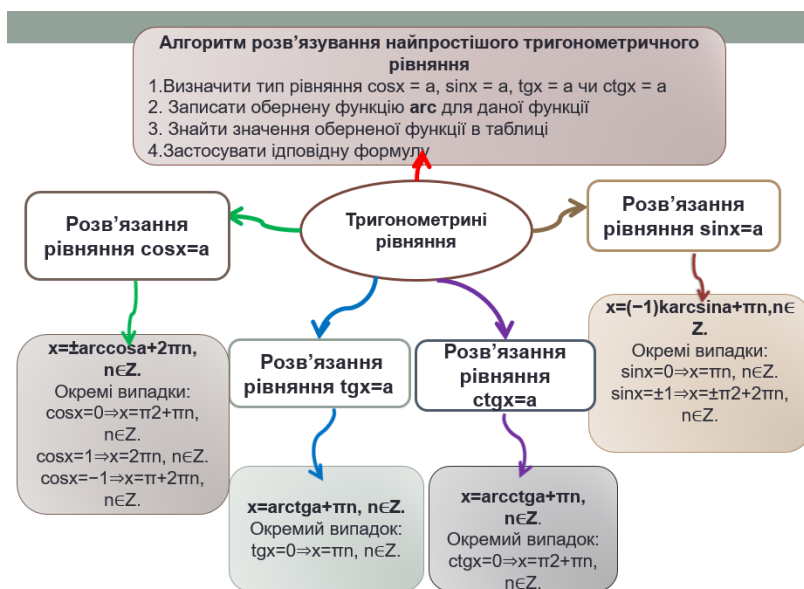 Алгоритм розв’язування найпростішого тригонометричного
рівняння
1.Визначити тип рівняння cosx = a, sinx = a, tgx = a чи ctgx = a
2. Записати обернену функцію arc для даної функції
3. Знайти значення оберненої функції в таблиці
4.Застосувати ідповідну формулу
Тригонометрині
рівняння
Розв’язання
рівняння cosx=a
Розв’язання
рівняння sinx=a
x=±arccosa+2πn,
n∈Z.
Окремі випадки:
cosx=0⇒x=π2+πn,
n∈Z.
cosx=1⇒x=2πn, n∈Z.
cosx=−1⇒x=π+2πn,
n∈Z.
Розв’язання
рівняння tgx=a
Розв’язання
рівняння
ctgx=a
x=(−1)karcsina+πn,n∈
Z.
Окремі випадки:
sinx=0⇒x=πn, n∈Z.
sinx=±1⇒x=±π2+2πn,
n∈Z.
x=arctga+πn, n∈Z.
Окремий випадок:
tgx=0⇒x=πn, n∈Z.
x=arcctga+πn,
n∈Z.
Окремий випадок:
ctgx=0⇒x=π2+πn,
n∈Z.